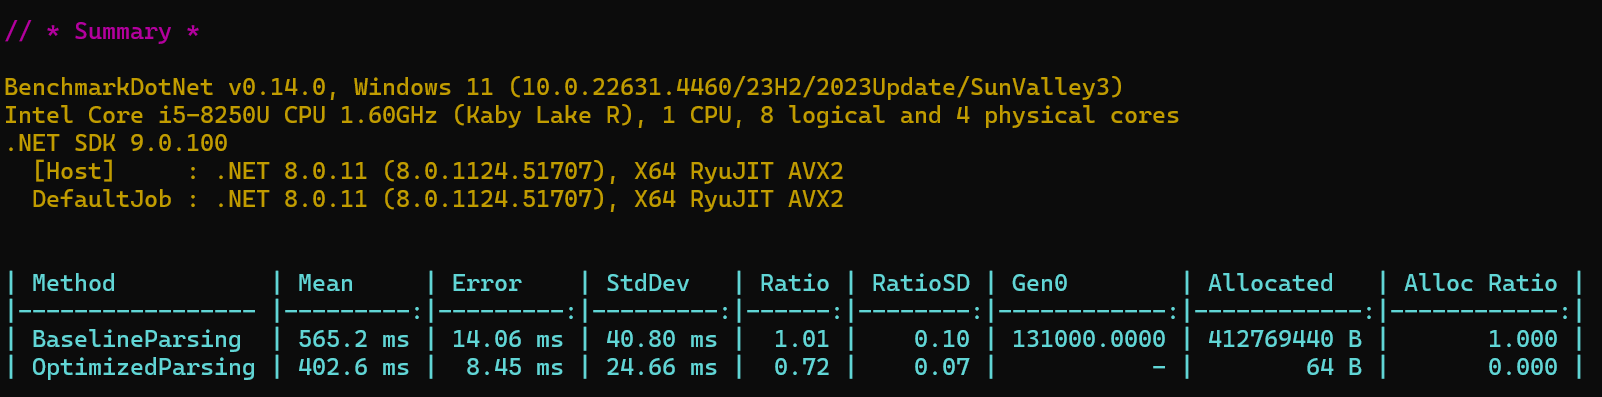 // * Summary *
BenchmarkDotNet v0.14.0, Windows 11 (10.0.22631.4460/23H2/2023Update/SunValley3)
Intel Core i5-8250U CPU 1.60GHz (Kaby Lake R), 1 CPU, 8 logical and 4 physical cores
.NET SDK 9.0.100
  [Host]     : .NET 8.0.11 (8.0.1124.51707), X64 RyuJIT AVX2
  DefaultJob : .NET 8.0.11 (8.0.1124.51707), X64 RyuJIT AVX2
| Method           | Mean     | Error    | StdDev   | Ratio | RatioSD | Gen0        | Allocated   | Alloc Ratio |
|----------------- |---------:|---------:|---------:|------:|--------:|------------:|------------:|------------:|
| BaselineParsing  | 565.2 ms | 14.06 ms | 40.80 ms |  1.01 |    0.10 | 131000.0000 | 412769440 B |       1.000 |
| OptimizedParsing | 402.6 ms |  8.45 ms | 24.66 ms |  0.72 |    0.07 |           - |        64 B |       0.000 |